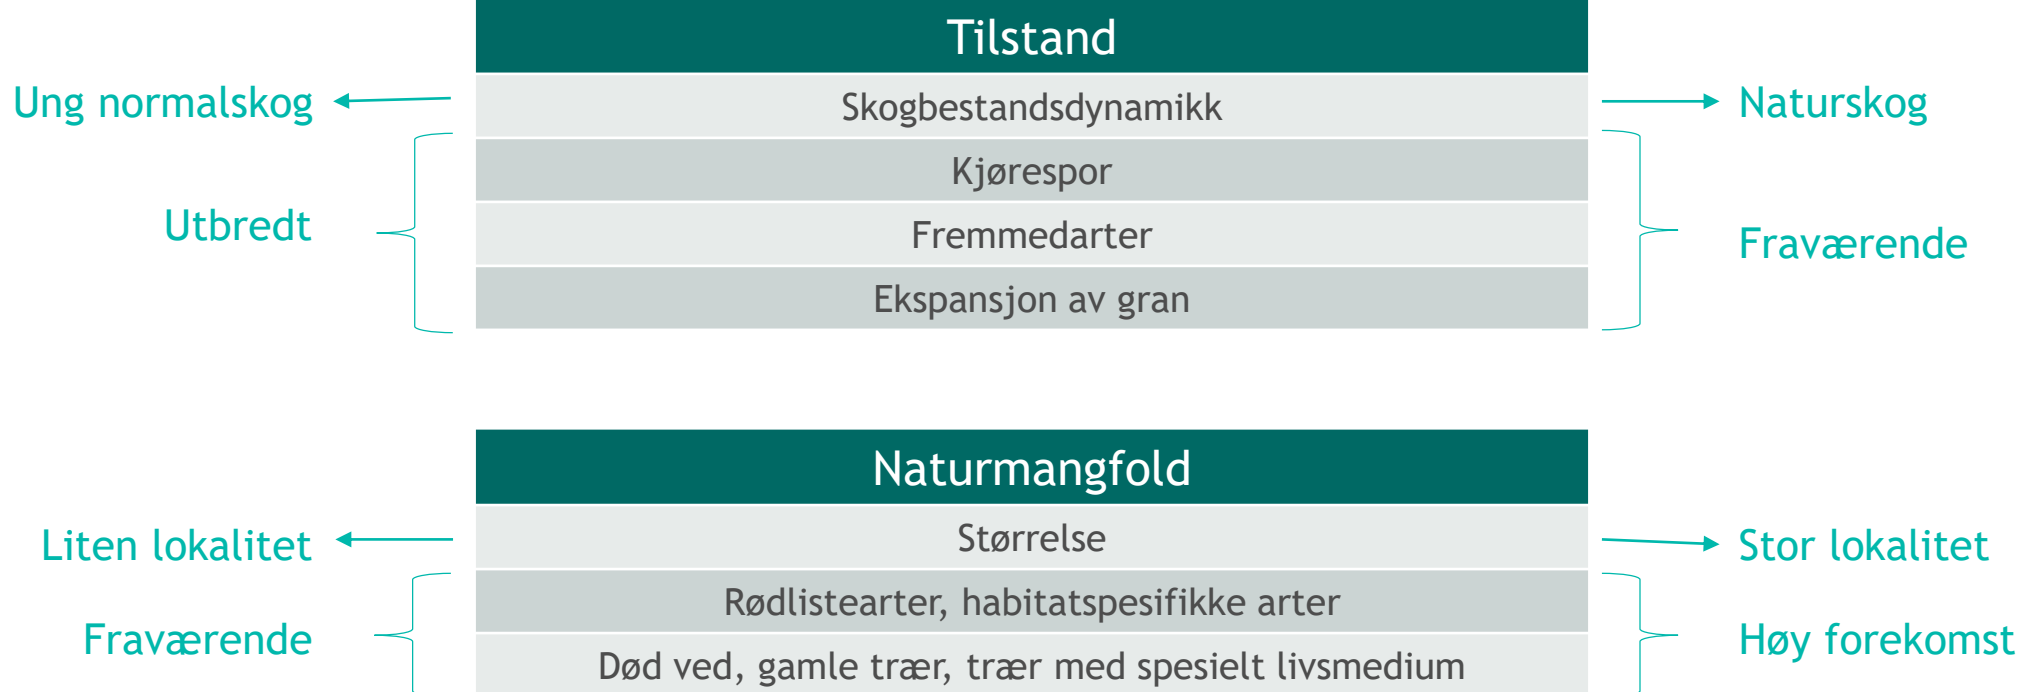 Tilstand
Ung normalskog
Skogbestandsdynamikk
Naturskog
Kjørespor
Utbredt
Fremmedarter
Fraværende
Ekspansjon av gran
Naturmangfold
Liten lokalitet
Størrelse
Stor lokalitet
Rødlistearter, habitatspesifikke arter
Fraværende
Høy forekomst
Død ved, gamle trær, trær med spesielt livsmedium